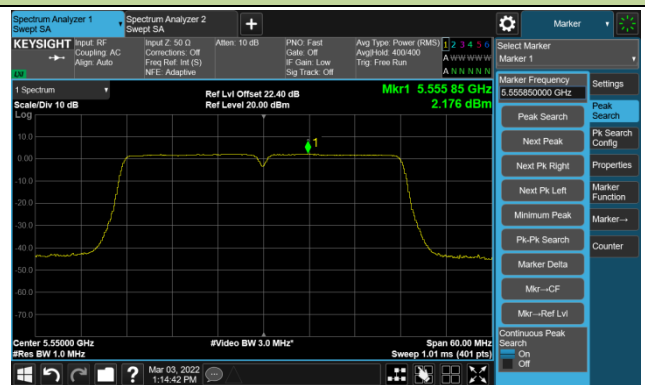 Spectrum Analyzer 1
Swept SA
Spectrum Analyzer 2
Swept SA
+
Marker
KEYSIGHT
Input: RF
Coupling: AC
Align: Auto
Input Z: 50 Ω
Corrections: Off
Freq Ref: Int (S)
NFE: Adaptive
Atten: 10 dB
PNO: Fast
Gate: Off
IF Gain: Low
Sig Track: Off
Avg Type: Power (RMS)
Avg|Hold: 400/400
Trig: Free Run
1 2 3 4 5 6
A W W W W W
A N N N N N
LXI
Select Marker
Marker 1
1 Spectrum
Scale/Div 10 dB
Log
Ref Lvl Offset 22.40 dB
Ref Level 20.00 dBm
Mkr1 5.555 85 GHz
2.176 dBm
10.0
0.00
-10.0
-20.0
-30.0
-40.0
-50.0
-60.0
-70.0
1
Center 5.55000 GHz
#Res BW 1.0 MHz
#Video BW 3.0 MHz*
Span 60.00 MHz
Sweep 1.01 ms (401 pts)
Marker Frequency
5.555850000 GHz
Peak Search
Next Peak
Next Pk Right
Next Pk Left
Minimum Peak
Pk-Pk Search
Marker Delta
Mkr→CF
Mkr→Ref Lvl
Continuous Peak
Search
On
Off
Settings
Peak
Search
Pk Search
Config
Properties
Marker
Function
Marker→
Counter
?
Mar 03, 2022
1:14:42 PM